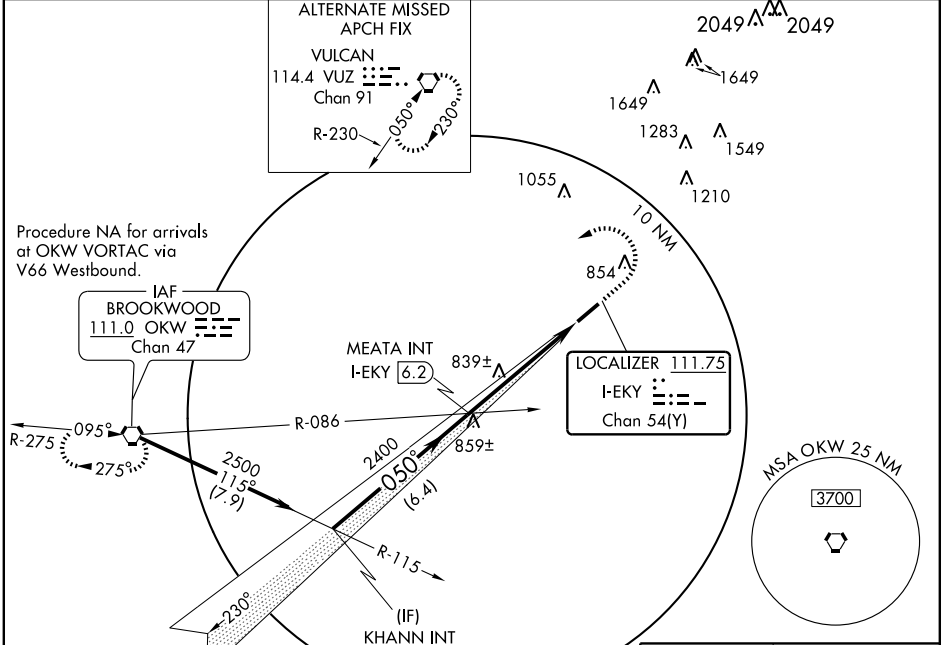 ALTERNATE MISSED
APCH FIX
VULCAN
114.4 VUZ
Chan 91
R-230
050°
230°
2049
2049
1649
1649
1283
1549
1210
1055
10 NM
854
Procedure NA for arrivals
at OKW VORTAC via
V66 Westbound.
IAF
BROOKWOOD
111.0 OKW
Chan 47
MEATA INT
I-EKY 6.2
839±
LOCALIZER 111.75
I-EKY
Chan 54(Y)
R-275
095°
275°
R-086
2400
859±
050°
(6.4)
2500
115°
(7.9)
R-115
230°
(IF)
KHANN INT
MSA OKW 25 NM
3700